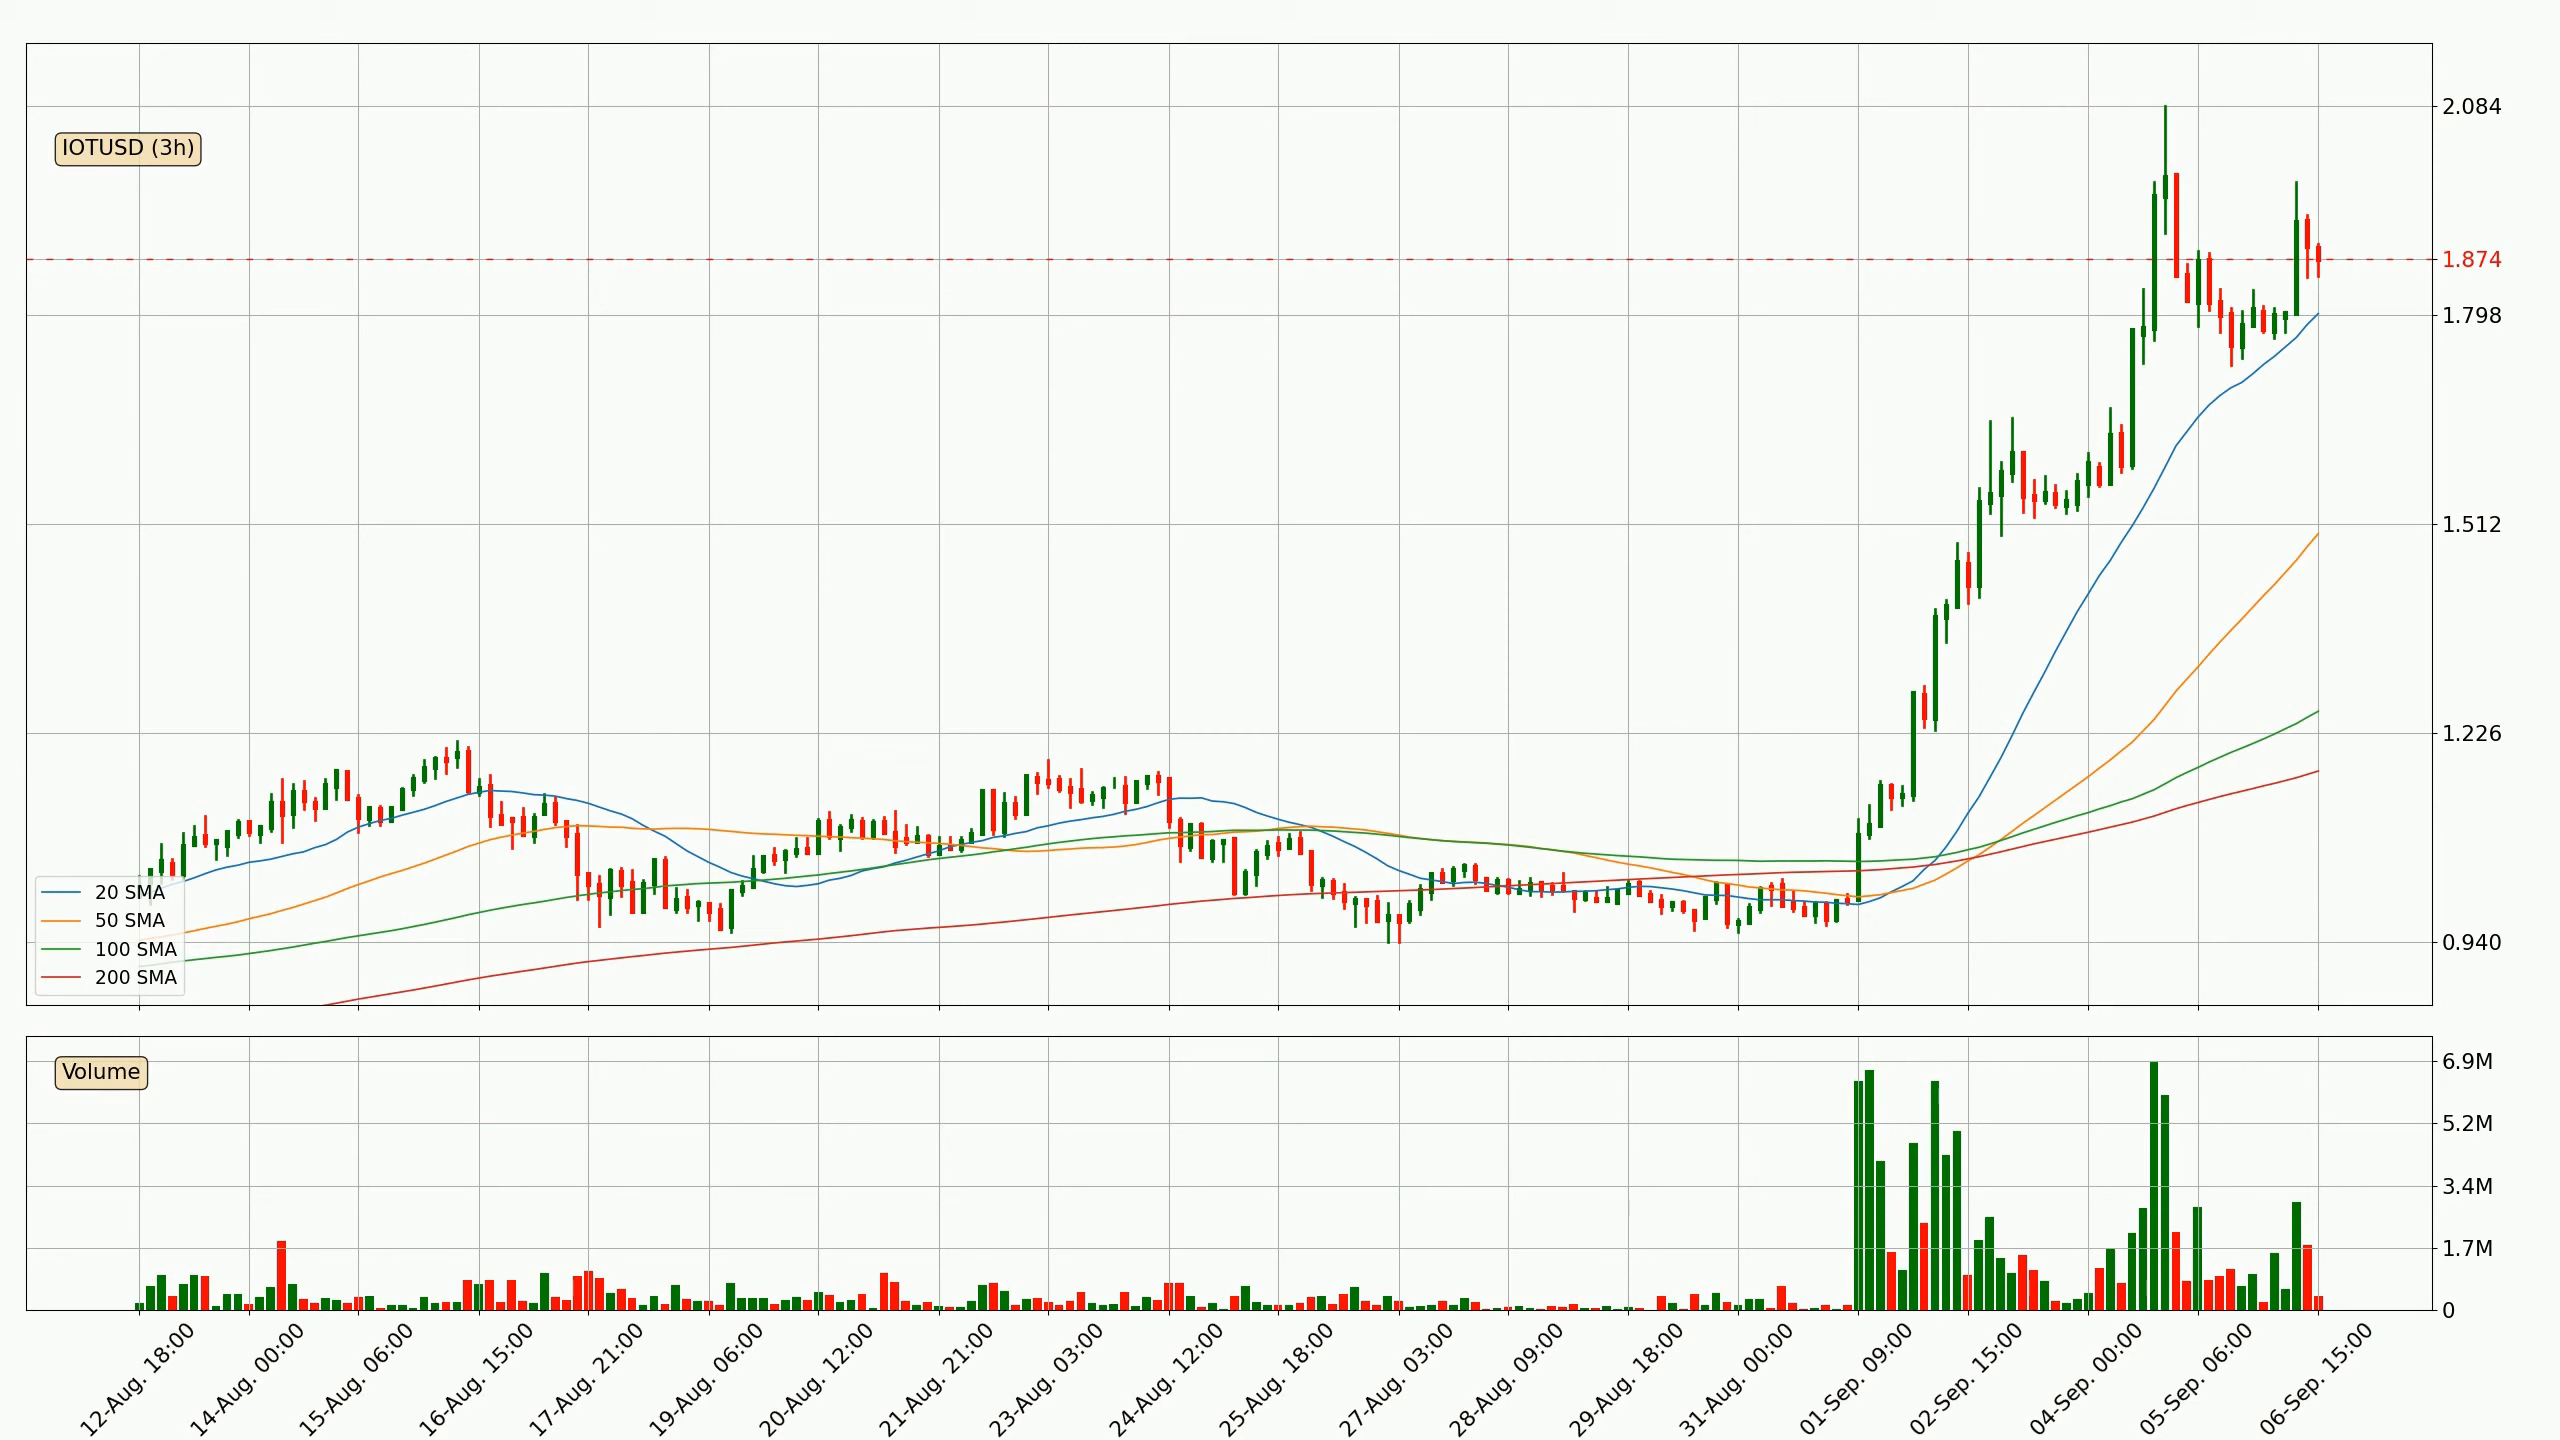 IOTUSD (3h)
2.084
1.874
1.798
1.512
1.226
0.940
20 SMA
50 SMA
100 SMA
200 SMA
Volume
6.9M
5.2M
3.4M
1.7M
0
12-Aug. 18:00
14-Aug. 00:00
15-Aug. 06:00
16-Aug. 15:00
17-Aug. 21:00
19-Aug. 06:00
20-Aug. 12:00
21-Aug. 21:00
23-Aug. 03:00
24-Aug. 12:00
25-Aug. 18:00
27-Aug. 03:00
28-Aug. 09:00
29-Aug. 18:00
31-Aug. 00:00
01-Sep. 09:00
02-Sep. 15:00
04-Sep. 00:00
05-Sep. 06:00
06-Sep. 15:00